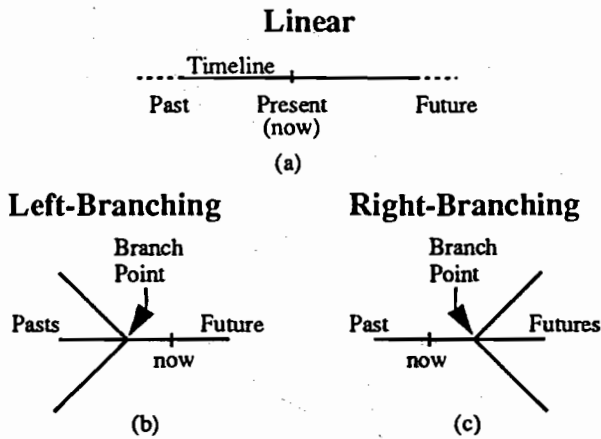 Linear
Timeline
Past Present Future
(now)
(a)
Left-Branching Right-Branching
Branch Branch
Point Point
Pasts Future Past Futures
now now
(b) (c)